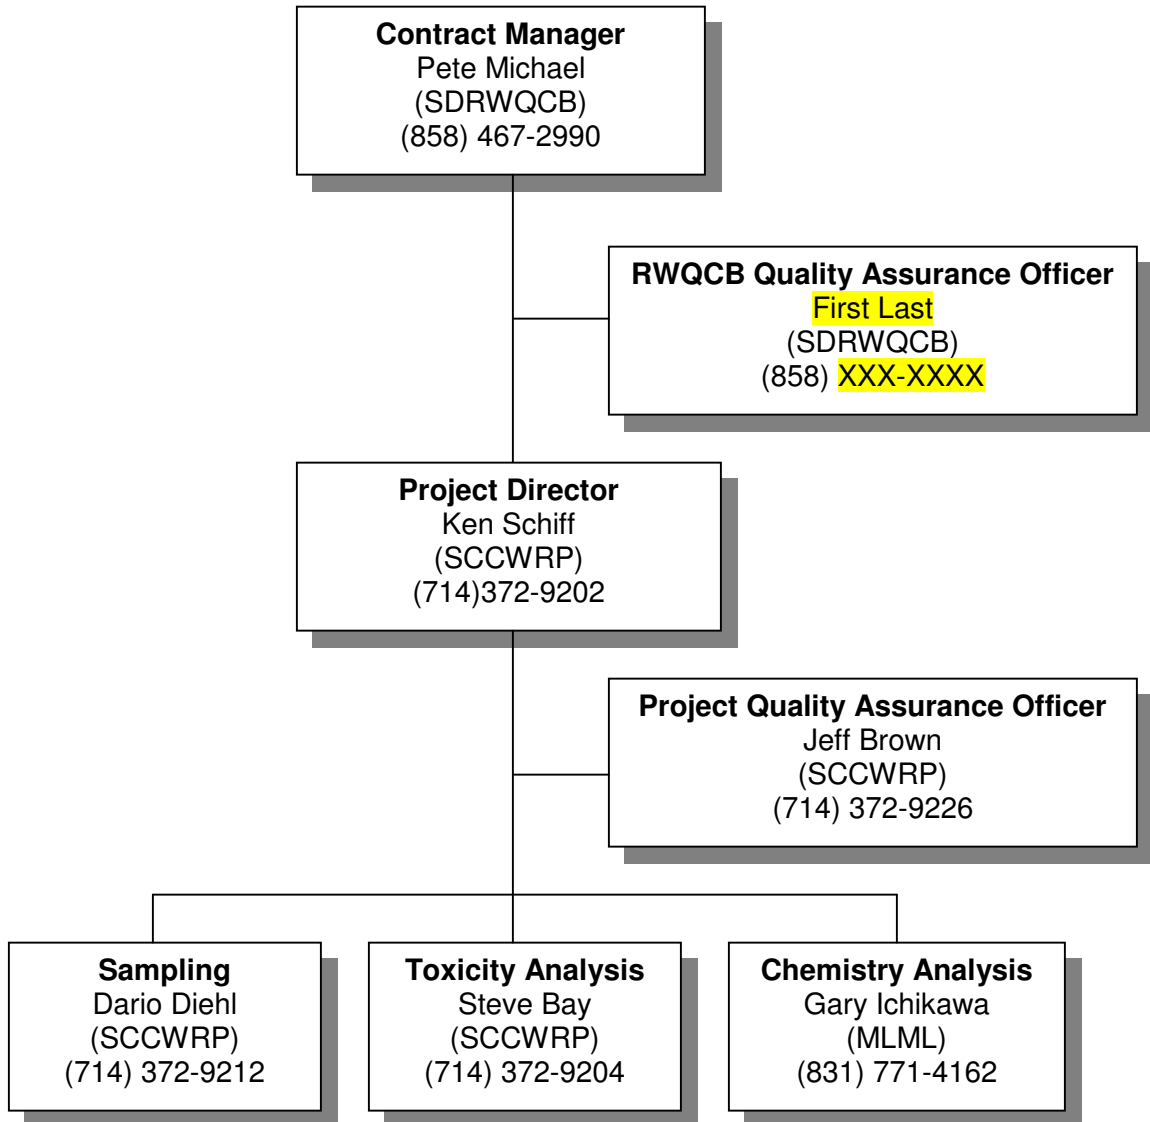 Contract Manager
Pete Michael
(SDRWQCB)
(858) 467-2990
RWQCB Quality Assurance Officer
First Last
(SDRWQCB)
(858) XXX-XXXX
Project Director
Ken Schiff
(SCCWRP)
(714)372-9202
Project Quality Assurance Officer
Jeff Brown
(SCCWRP)
(714) 372-9226
Sampling
Dario Diehl
(SCCWRP)
(714) 372-9212
Toxicity Analysis
Steve Bay
(SCCWRP)
(714) 372-9204
Chemistry Analysis
Gary Ichikawa
(MLML)
(831) 771-4162